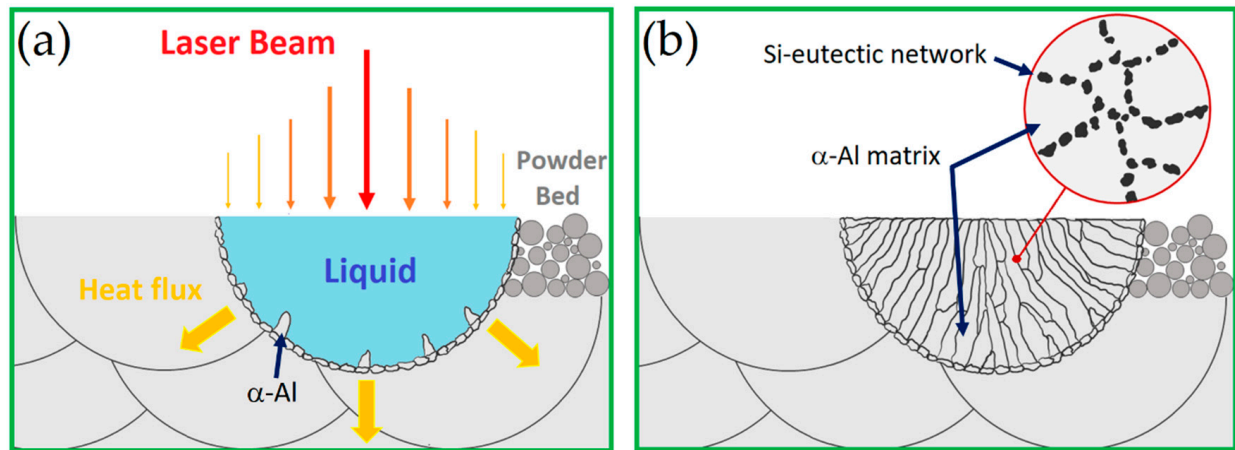 (a)
Laser Beam
Powder
Bed
Liquid
Heat flux
α-Al
(b)
Si-eutectic network
α-Al matrix